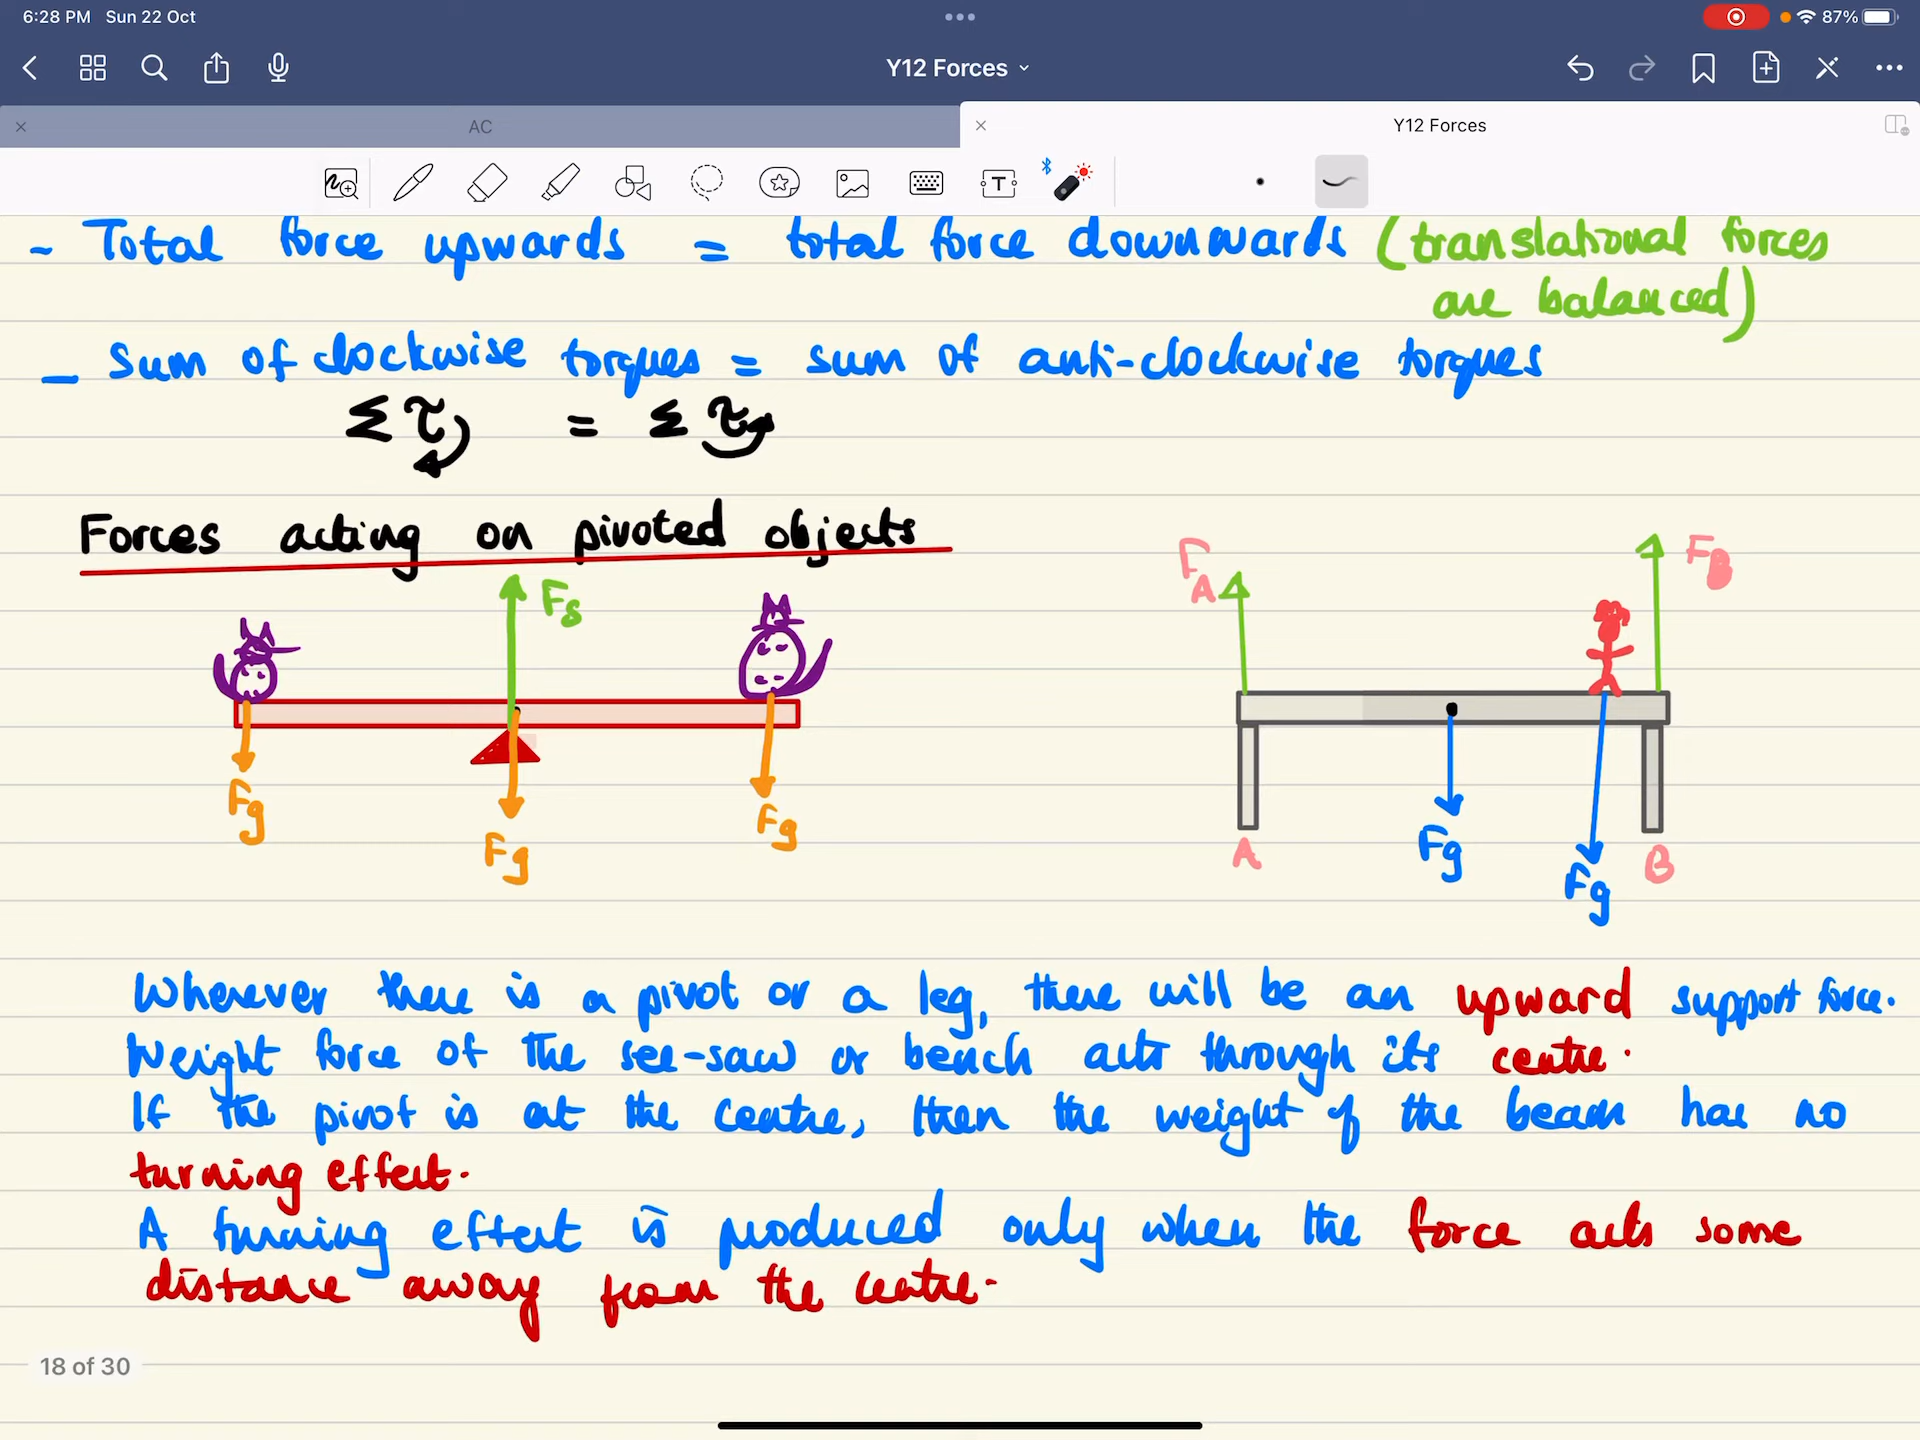 6:28 PM Sun 22 Oct
87%
Y12 Forces
AC
Y12 Forces
T
- Total force upwards = total force downwards (translational forces
are balanced)
- Sum of clockwise torques = sum of anti-clockwise torques
Στ = Στ
Forces acting on pivoted objects
Fs
Fg
Fg
Fg
FA
FB
Fg
Fg
A
B
Wherever there is a pivot or a leg, there will be an upward support force.
Weight force of the see-saw or bench acts through its centre.
If the pivot is at the centre, then the weight of the beam has no
turning effect.
A turning effect is produced only when the force acts some
distance away from the centre.
18 of 30